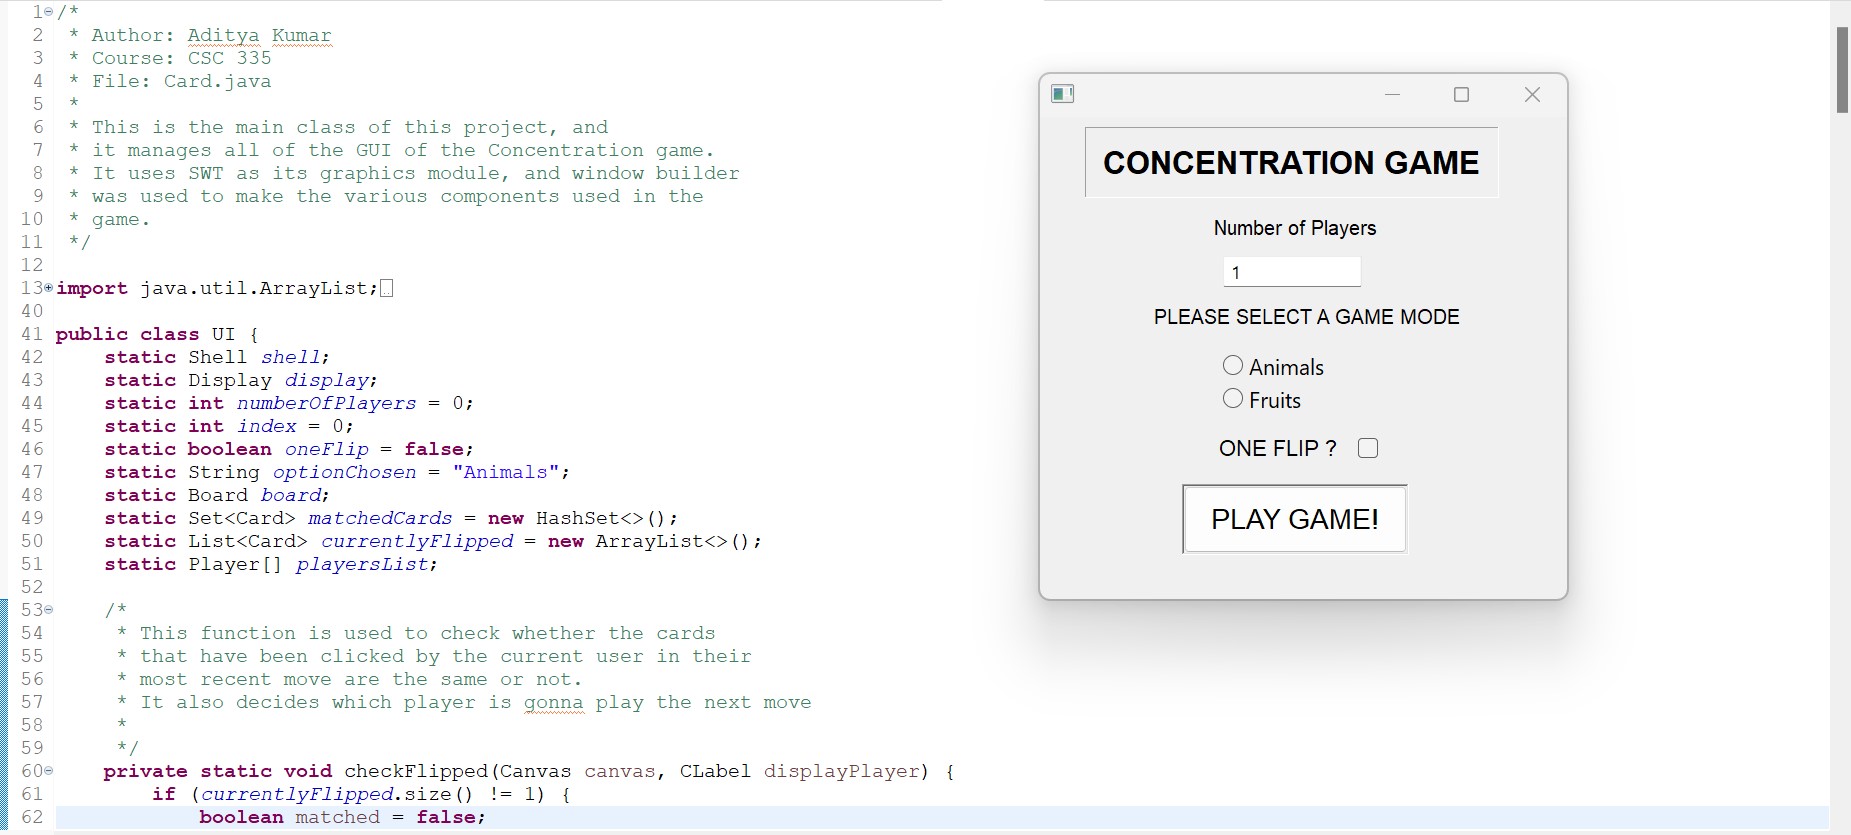 1 /*
2 * Author: Aditya Kumar
3 * Course: CSC 335
4 * File: Card.java
5 *
6 * This is the main class of this project, and
7 * it manages all of the GUI of the Concentration game.
8 * It uses SWT as its graphics module, and window builder
9 * was used to make the various components used in the
10 * game.
11 */
12
13 import java.util.ArrayList;
40
41 public class UI {
42 static Shell shell;
43 static Display display;
44 static int numberOfPlayers = 0;
45 static int index = 0;
46 static boolean oneFlip = false;
47 static String optionChosen = "Animals";
48 static Board board;
49 static Set<Card> matchedCards = new HashSet<>();
50 static List<Card> currentlyFlipped = new ArrayList<>();
51 static Player[] playersList;
52
53 /*
54 * This function is used to check whether the cards
55 * that have been clicked by the current user in their
56 * most recent move are the same or not.
57 * It also decides which player is gonna play the next move
58 *
59 */
60 private static void checkFlipped(Canvas canvas, CLabel displayPlayer) {
61 if (currentlyFlipped.size() != 1) {
62 boolean matched = false;
CONCENTRATION GAME
Number of Players
1
PLEASE SELECT A GAME MODE
Animals
Fruits
ONE FLIP ?
PLAY GAME!